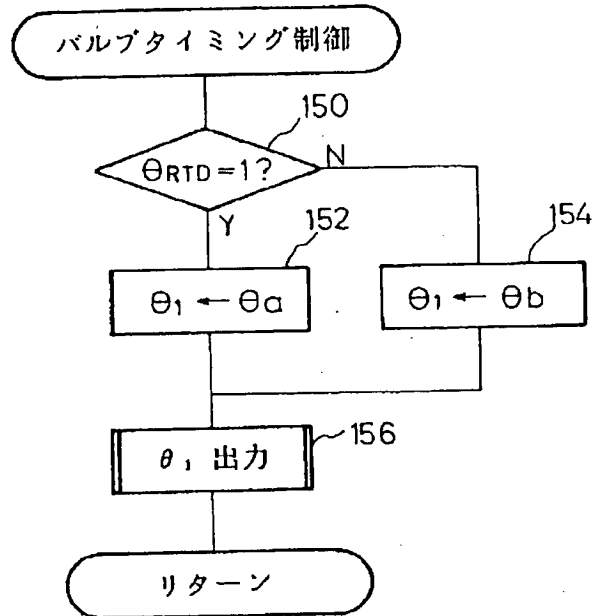 バルブタイミング制御
150
ΘRTD=1?
N
Y
152
154
Θ1 ← Θa
Θ1 ← Θb
θ1 出力
156
リターン